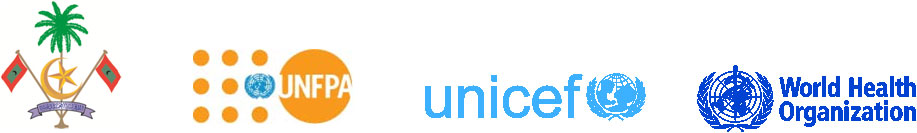 UNFPA
unicef
World Health
Organization